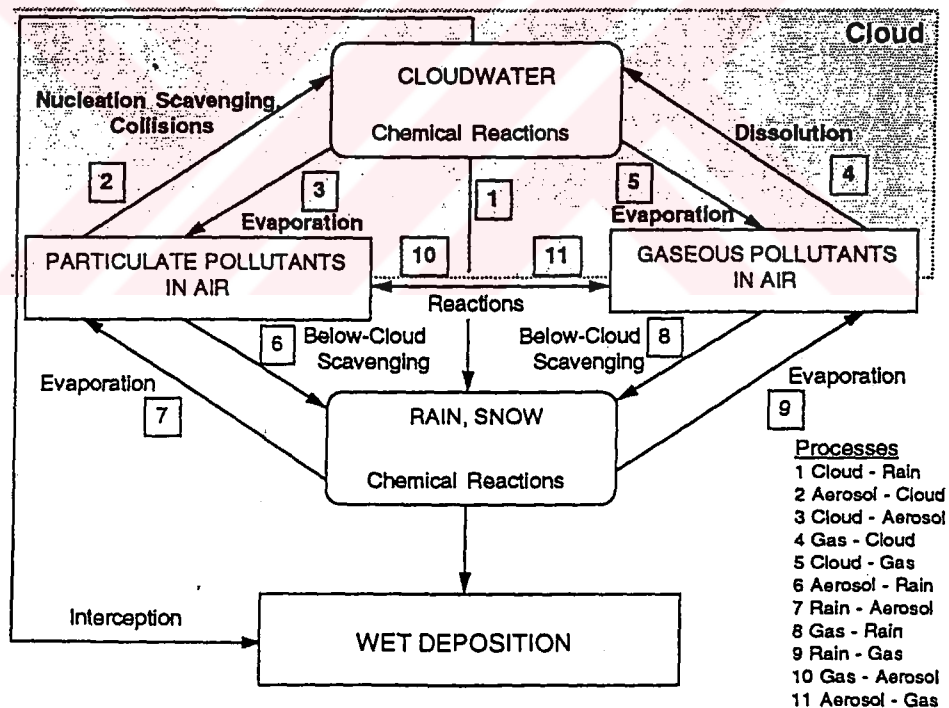 Cloud
CLOUDWATER
Chemical Reactions
Nucleation Scavenging,
Collisions
Dissolution
2
3
1
5
4
Evaporation
Evaporation
PARTICULATE POLLUTANTS
IN AIR
10
11
GASEOUS POLLUTANTS
IN AIR
Reactions
6
Below-Cloud
Scavenging
Below-Cloud
Scavenging
8
Evaporation
7
Evaporation
9
RAIN, SNOW
Chemical Reactions
Interception
WET DEPOSITION
Processes
1 Cloud - Rain
2 Aerosol - Cloud
3 Cloud - Aerosol
4 Gas - Cloud
5 Cloud - Gas
6 Aerosol - Rain
7 Rain - Aerosol
8 Gas - Rain
9 Rain - Gas
10 Gas - Aerosol
11 Aerosol - Gas